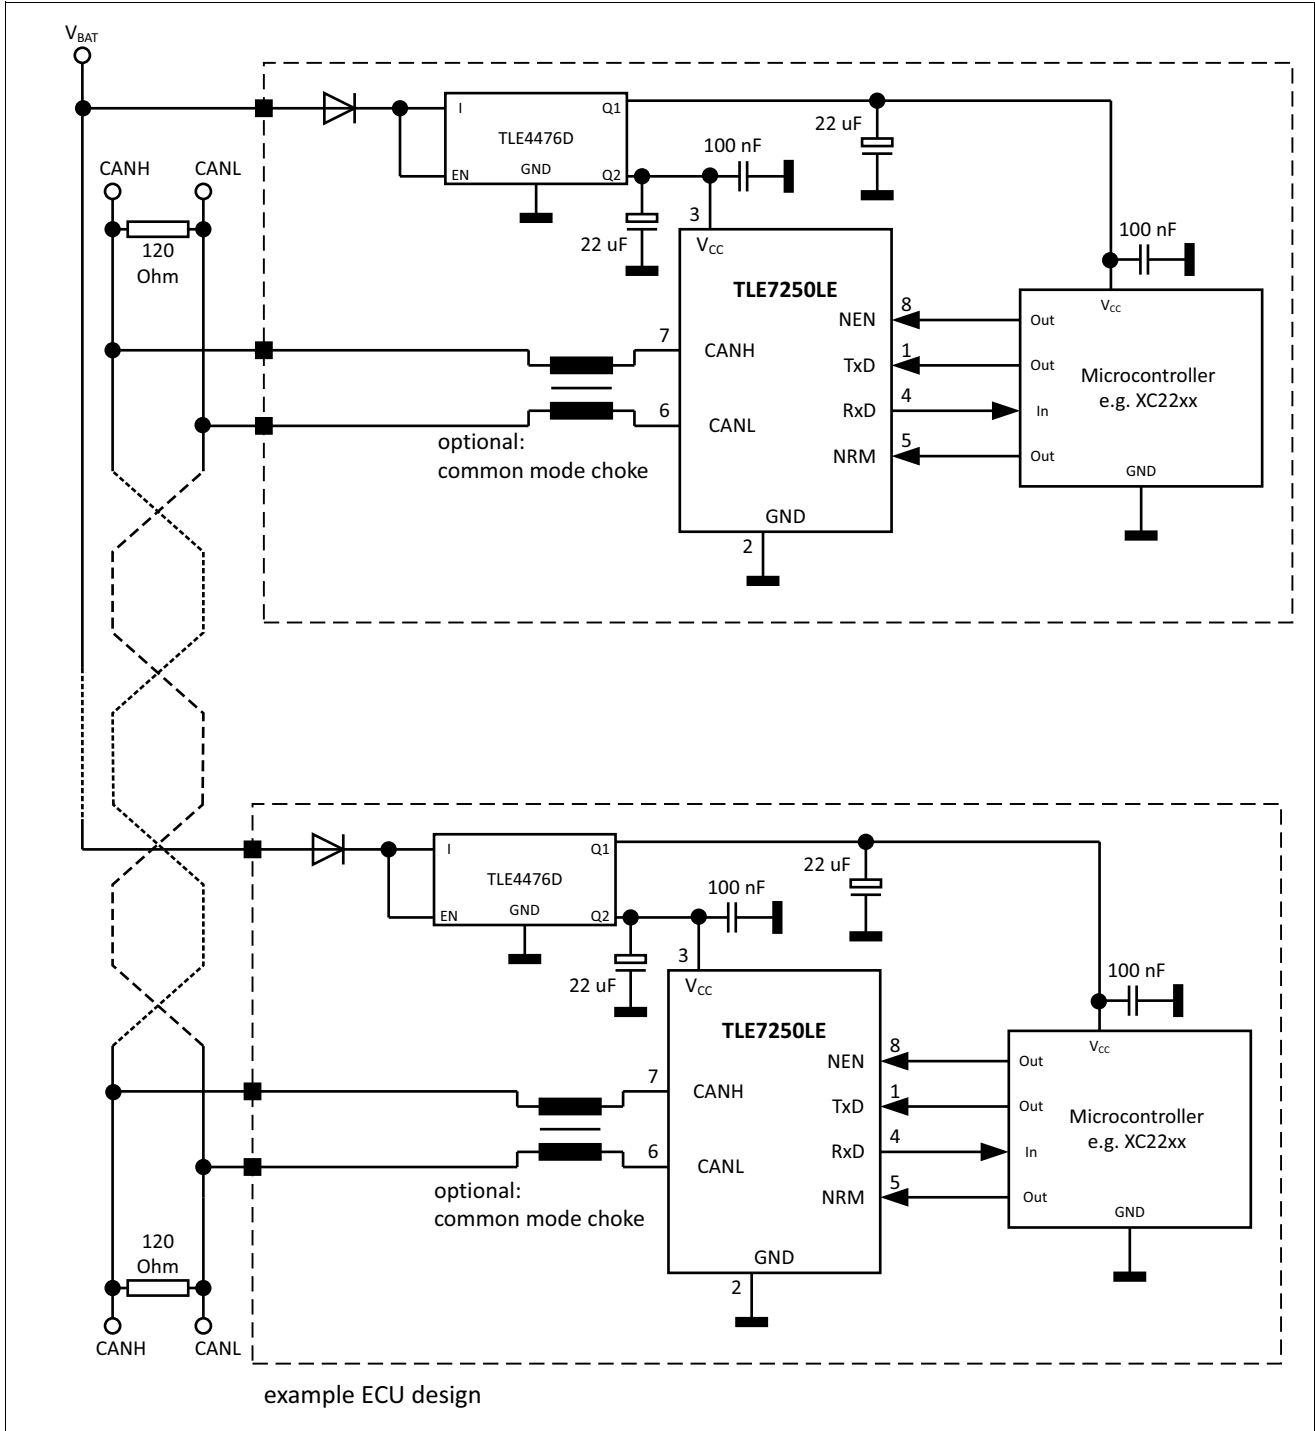 VBAT
CANH
CANL
120
Ohm
I
Q1
TLE4476D
EN
GND
Q2
22 uF
100 nF
22 uF
3
VCC
TLE7250LE
7
CANH
6
CANL
optional:
common mode choke
NEN
8
TxD
1
RxD
4
NRM
5
GND
2
100 nF
VCC
Out
Out
In
Out
Microcontroller
e.g. XC22xx
GND
I
Q1
TLE4476D
EN
GND
Q2
22 uF
100 nF
22 uF
3
VCC
TLE7250LE
7
CANH
6
CANL
optional:
common mode choke
NEN
8
TxD
1
RxD
4
NRM
5
GND
2
100 nF
VCC
Out
Out
In
Out
Microcontroller
e.g. XC22xx
GND
120
Ohm
CANH
CANL
example ECU design